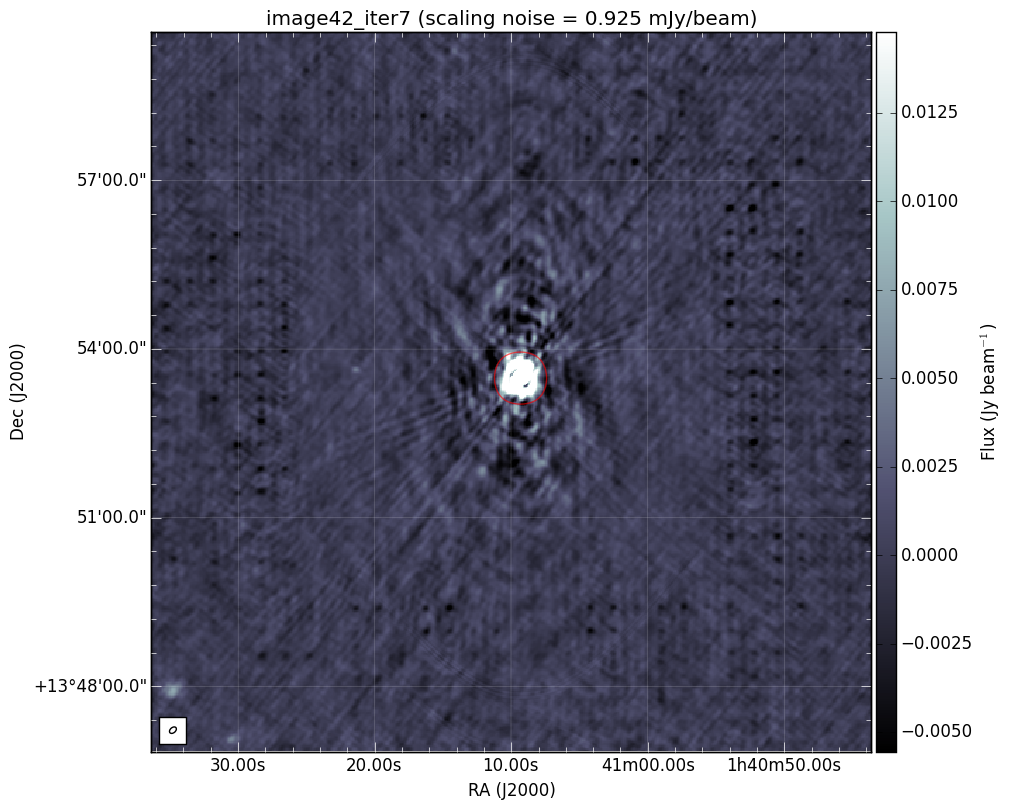 image42_iter7 (scaling noise = 0.925 mJy/beam)
57'00.0"
54'00.0"
51'00.0"
+13°48'00.0"
Dec (J2000)
30.00s
20.00s
10.00s
41m00.00s
1h40m50.00s
RA (J2000)
0.0125
0.0100
0.0075
0.0050
0.0025
0.0000
−0.0025
−0.0050
Flux (Jy beam⁻¹)